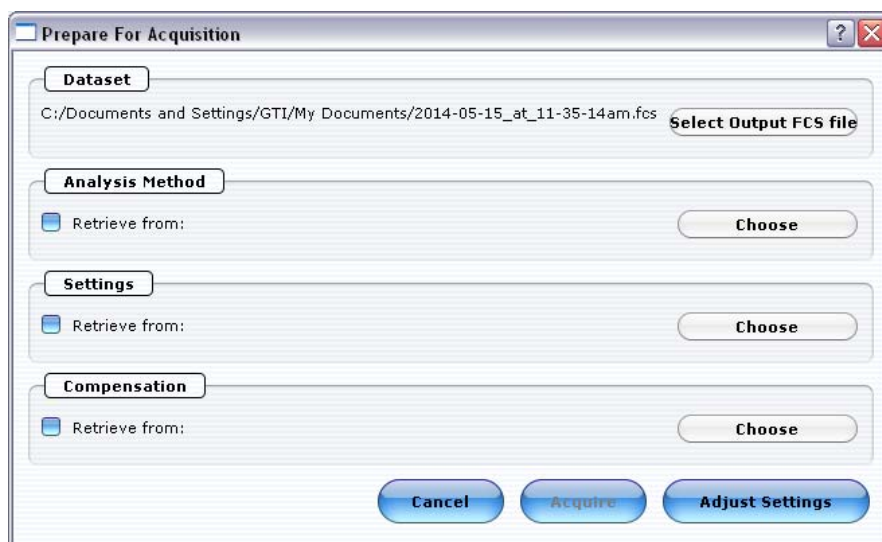 Prepare For Acquisition
Dataset
C:/Documents and Settings/GTI/My Documents/2014-05-15_at_11-35-14am.fcs
Select Output FCS file
Analysis Method
Retrieve from:
Choose
Settings
Retrieve from:
Choose
Compensation
Retrieve from:
Choose
Cancel
Acquire
Adjust Settings